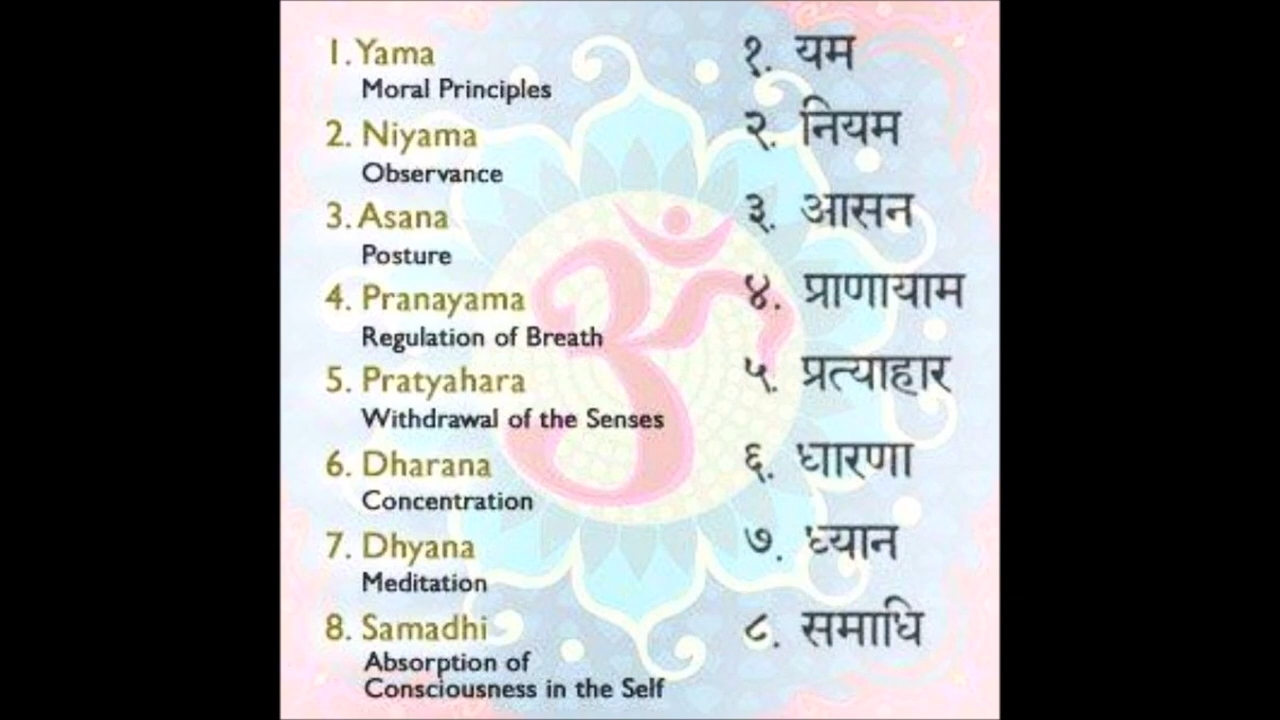 1. Yama
Moral Principles
2. Niyama
Observance
3. Asana
Posture
4. Pranayama
Regulation of Breath
5. Pratyahara
Withdrawal of the Senses
6. Dharana
Concentration
7. Dhyana
Meditation
8. Samadhi
Absorption of
Consciousness in the Self
१. यम
२. नियम
३. आसन
४. प्राणायाम
५. प्रत्याहार
६. धारणा
७. ध्यान
८. समाधि
ॐ